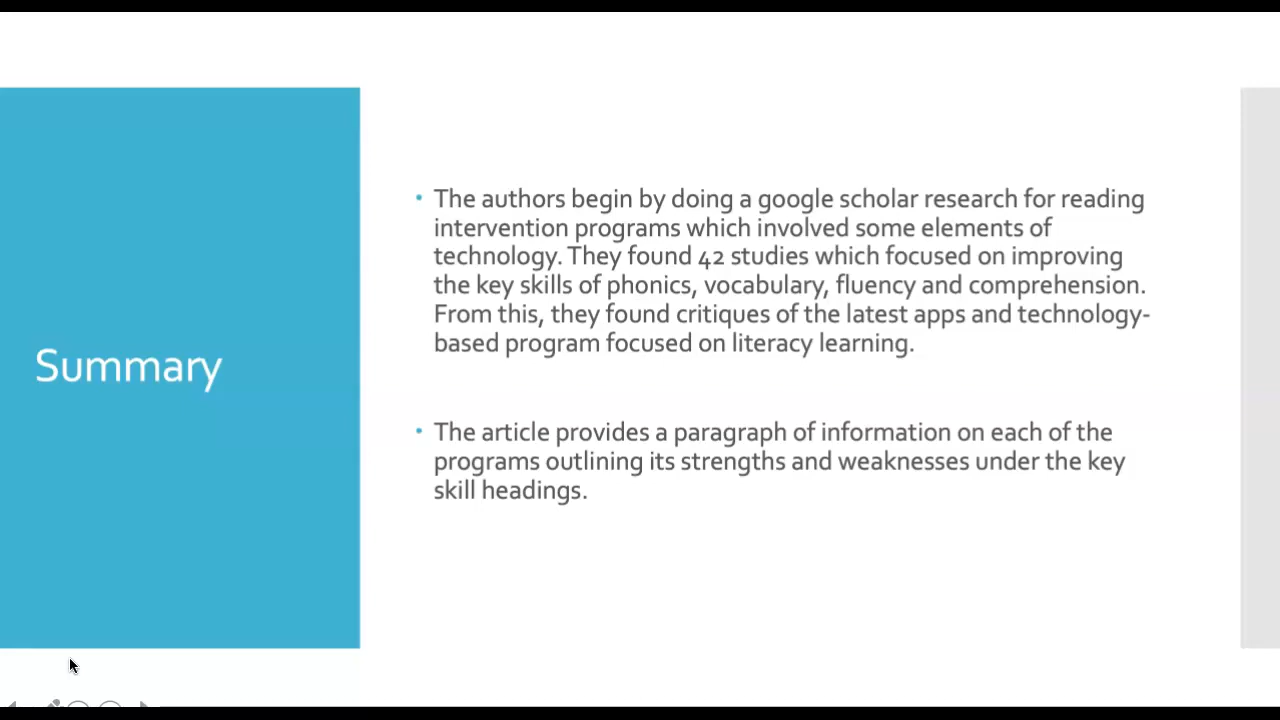 Summary
• The authors begin by doing a google scholar research for reading
intervention programs which involved some elements of
technology. They found 42 studies which focused on improving
the key skills of phonics, vocabulary, fluency and comprehension.
From this, they found critiques of the latest apps and technology-
based program focused on literacy learning.
• The article provides a paragraph of information on each of the
programs outlining its strengths and weaknesses under the key
skill headings.